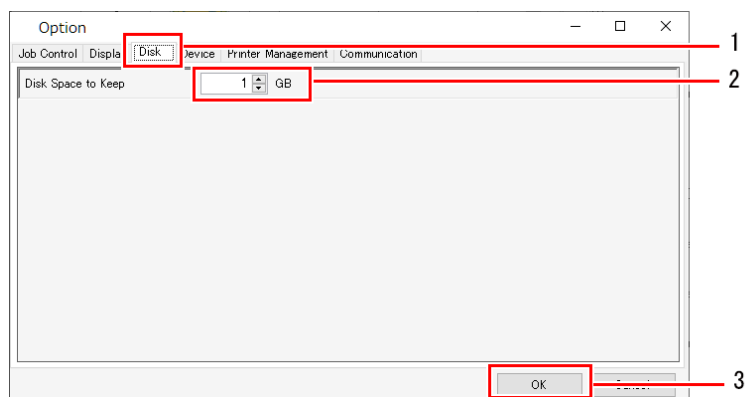 Option
1
Job Control Displa Disk Device Printer Management Communication
Disk Space to Keep 1 GB
2
OK
3